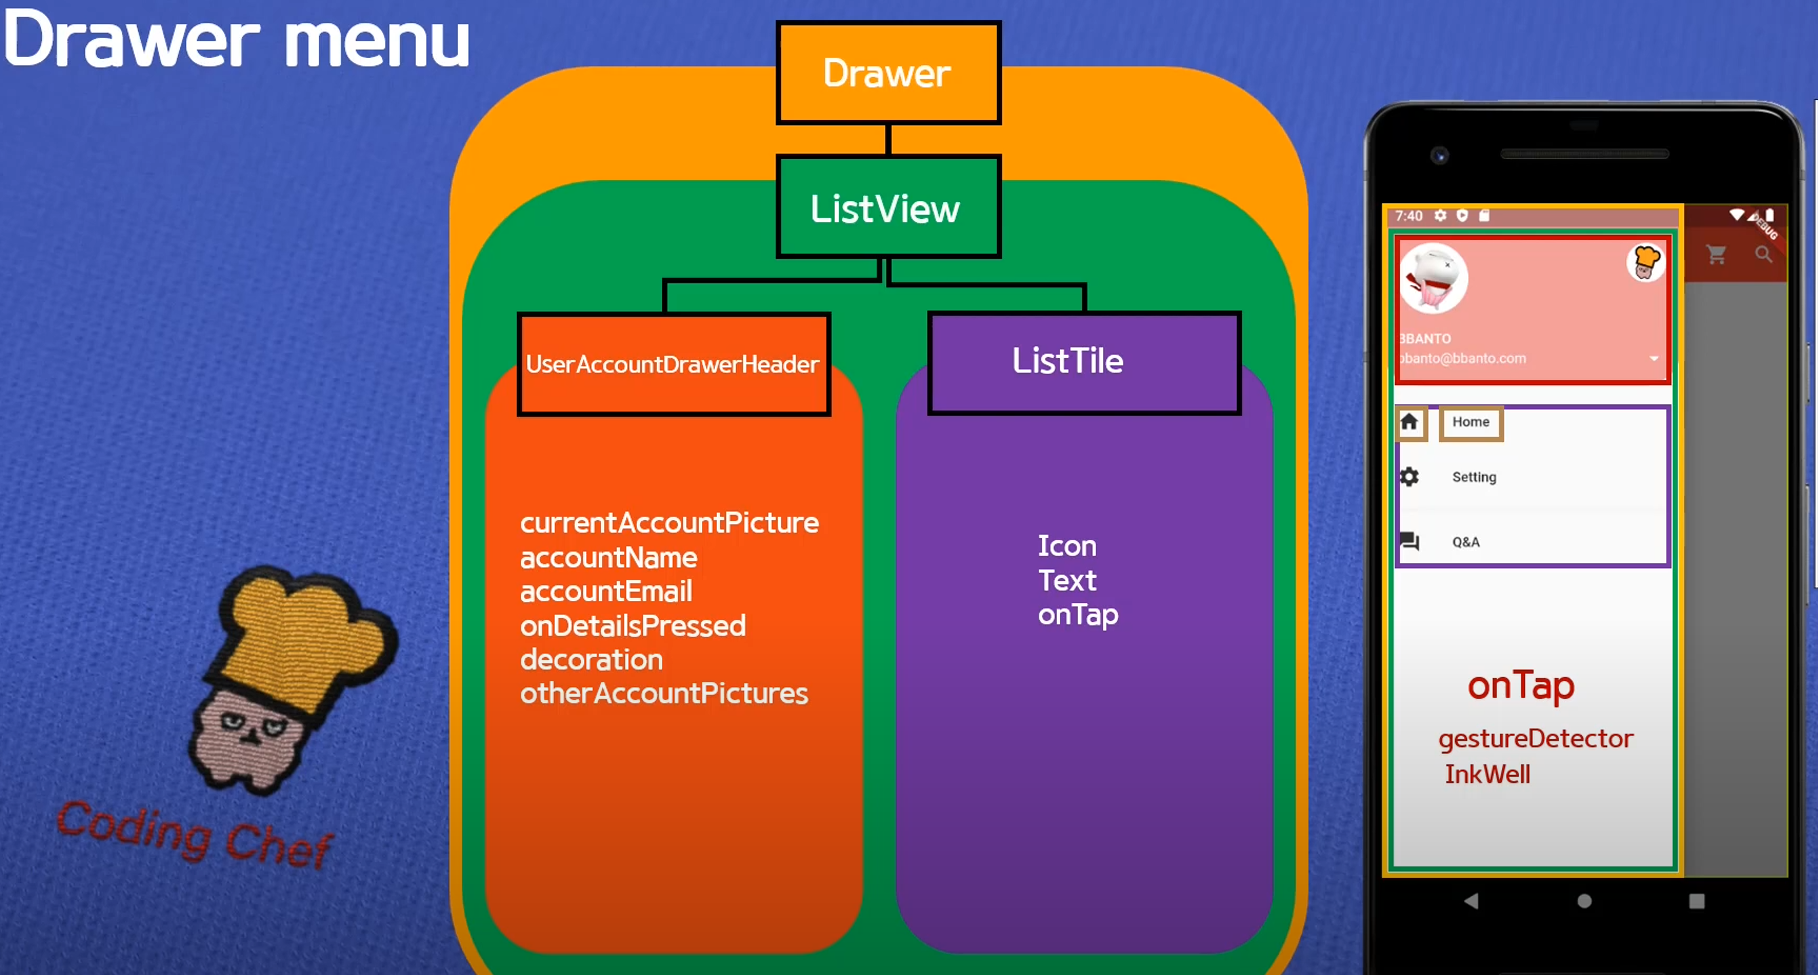 Drawer menu
Drawer
ListView
UserAccountDrawerHeader
ListTile
currentAccountPicture
accountName
accountEmail
onDetailsPressed
decoration
otherAccountPictures
Icon
Text
onTap
Coding Chef
7:40
DEBUG
BBANTO
bbanto@bbanto.com
Home
Setting
Q&A
onTap
gestureDetector
InkWell